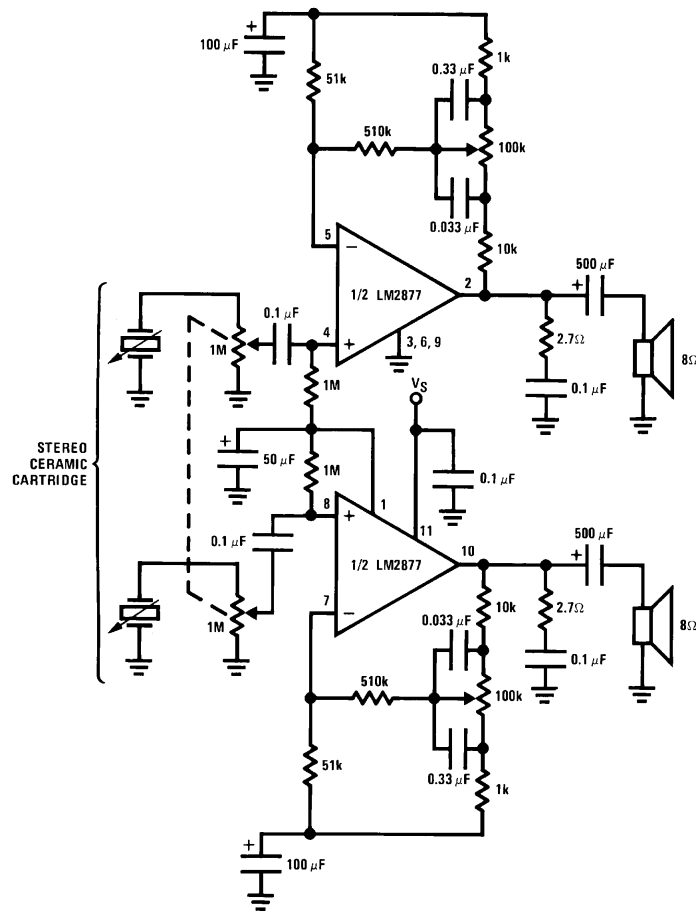 100 μF
+
51k
1k
0.33 μF
510k
100k
0.033 μF
10k
5
−
1/2 LM2877
2
500 μF
+
0.1 μF
4
+
3, 6, 9
2.7Ω
1M
1M
0.1 μF
8Ω
VS
STEREO
CERAMIC
CARTRIDGE
+
50 μF
1M
0.1 μF
1
8
+
11
0.1 μF
1/2 LM2877
10
500 μF
+
7
−
10k
2.7Ω
1M
0.033 μF
0.1 μF
8Ω
510k
100k
51k
0.33 μF
1k
+
100 μF